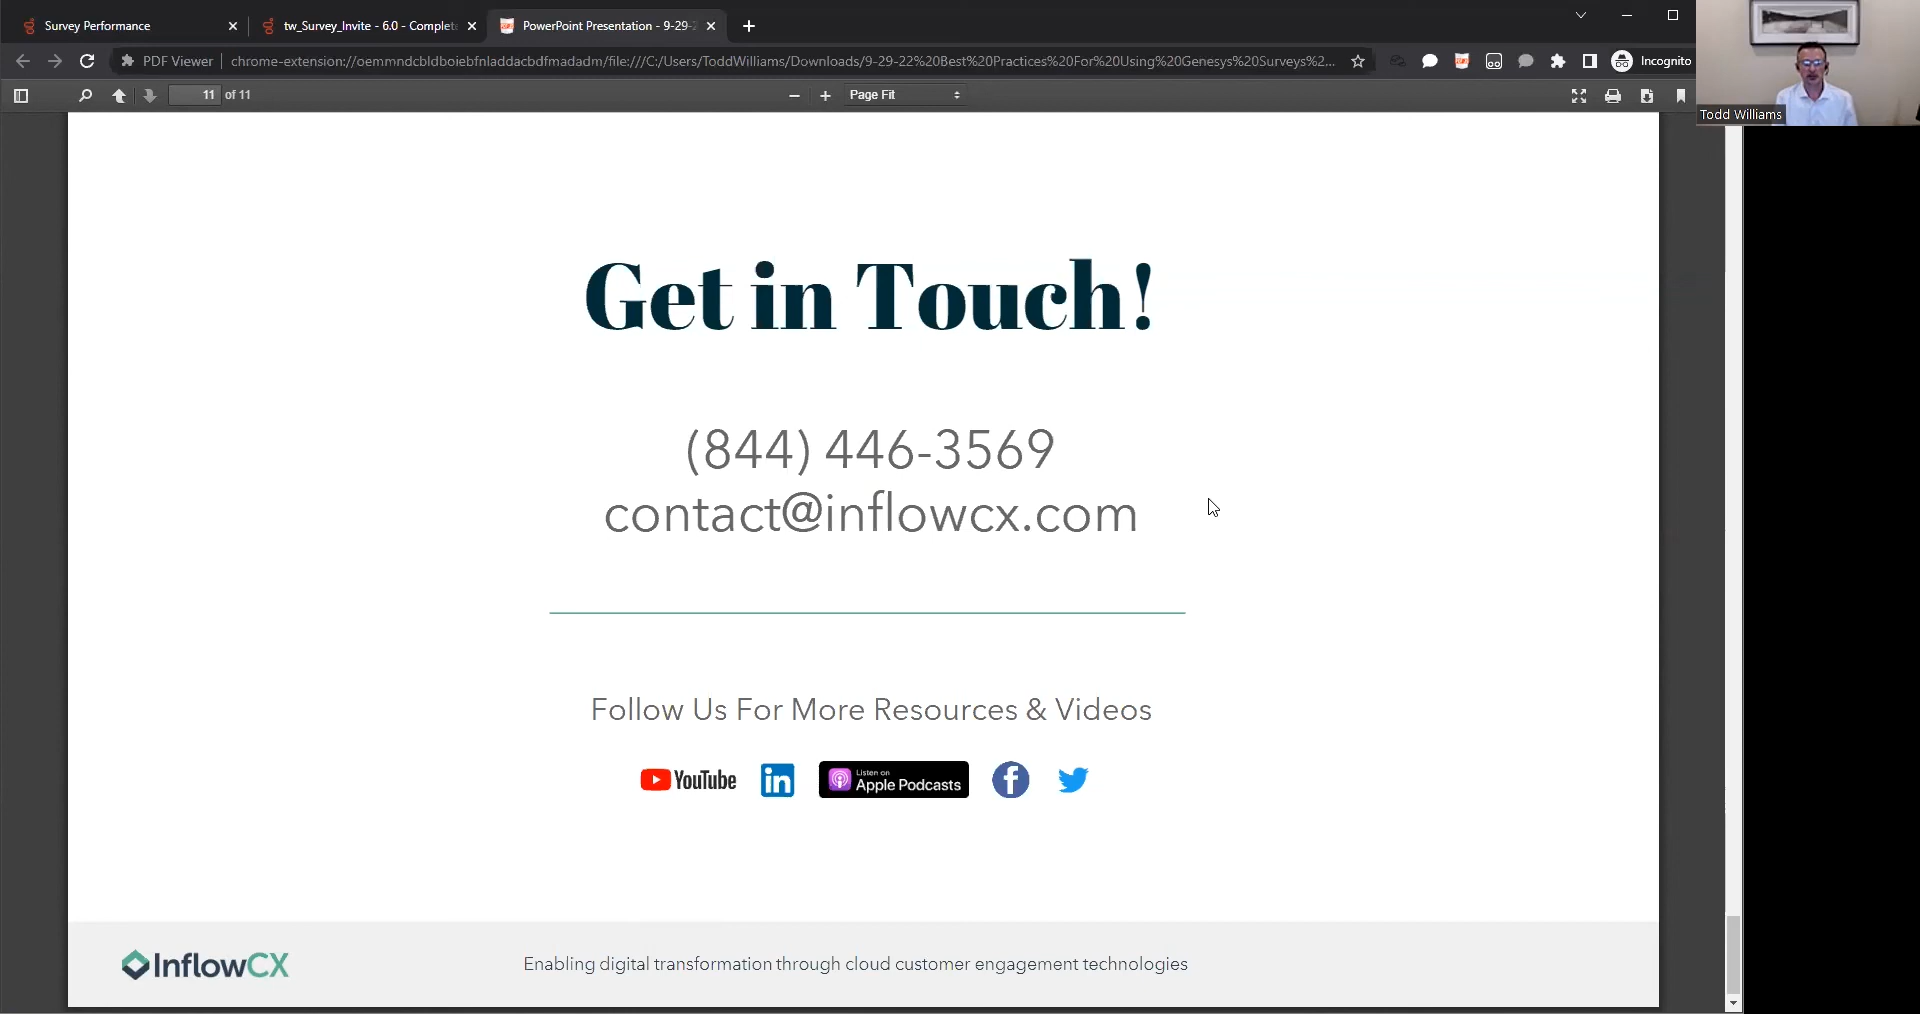 Survey Performance
tw_Survey_Invite - 6.0 - Complete
PowerPoint Presentation - 9-29-2
PDF Viewer
chrome-extension://oemmndcbldboiebfnladdacbdfmadadm/file:///C:/Users/ToddWilliams/Downloads/9-29-22%20Best%20Practices%20For%20Using%20Genesys%20Surveys%2...
Incognito
11 of 11
Page Fit
Todd Williams
Get in Touch!
(844) 446-3569
contact@inflowcx.com
Follow Us For More Resources & Videos
YouTube
in
Listen on
Apple Podcasts
f
InflowCX
Enabling digital transformation through cloud customer engagement technologies